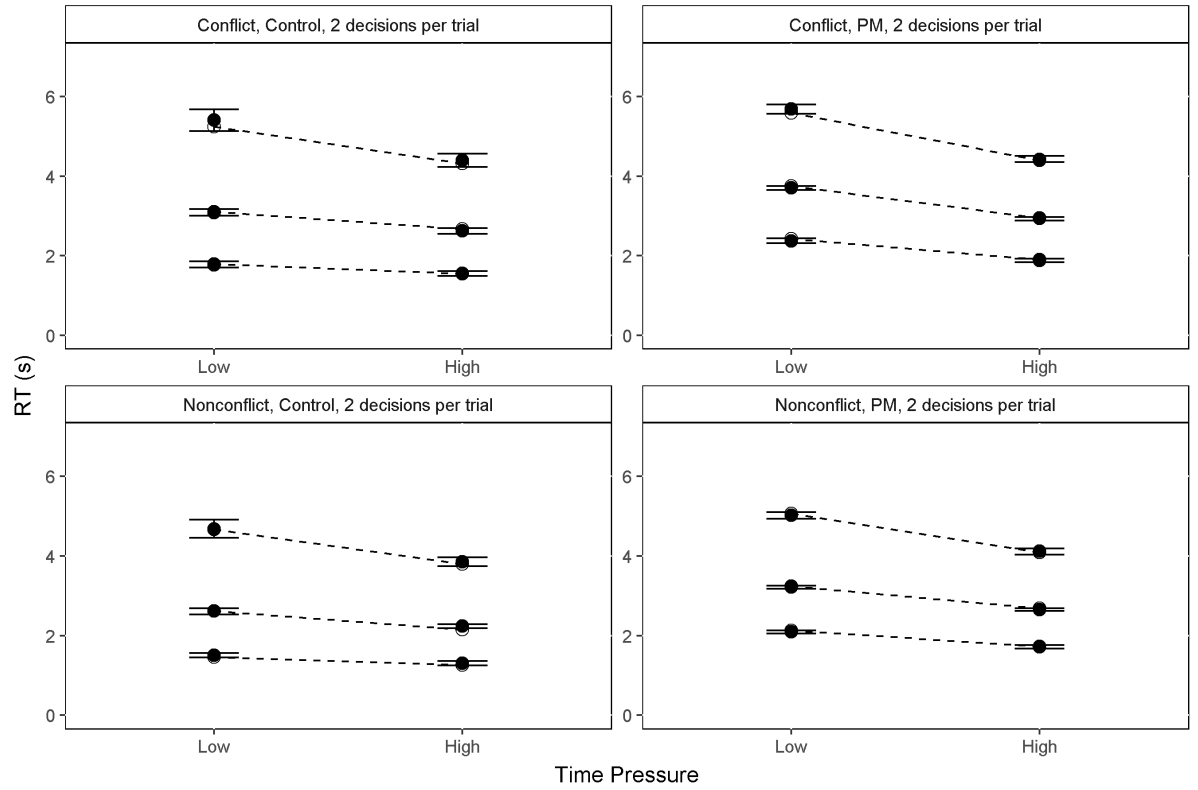 Conflict, Control, 2 decisions per trial
Conflict, PM, 2 decisions per trial
6
4
2
0
Low
High
6
4
2
0
Low
High
RT (s)
Nonconflict, Control, 2 decisions per trial
Nonconflict, PM, 2 decisions per trial
6
4
2
0
Low
High
6
4
2
0
Low
High
Time Pressure